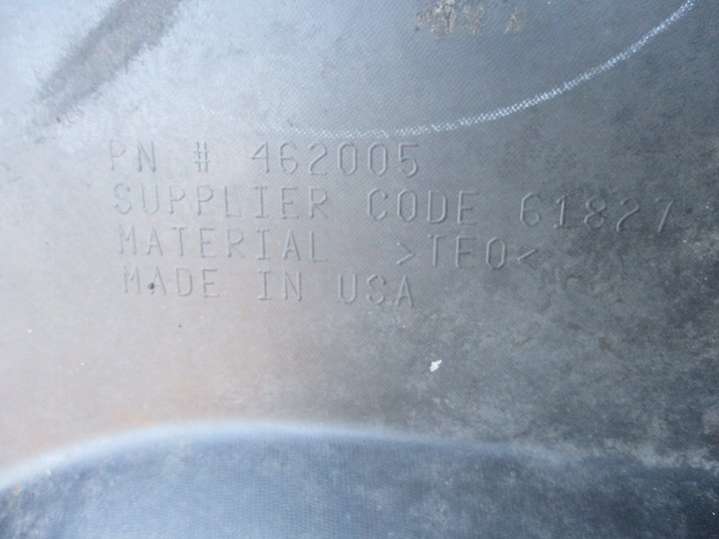 PN # 462005
SUPPLIER CODE 61827
MATERIAL >TEO<
MADE IN USA